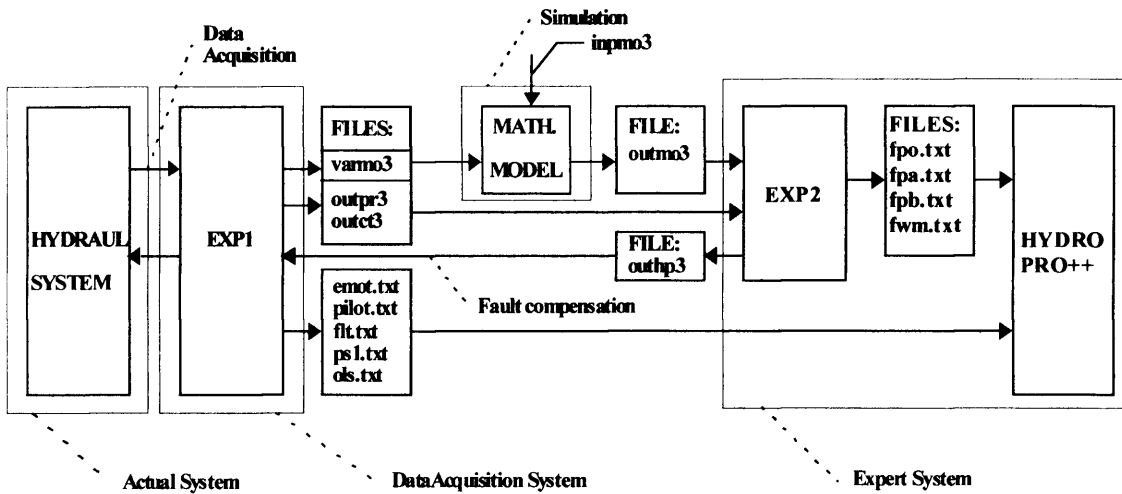 Simulation
inpmo3
Data
Acquisition
HYDRAUL
SYSTEM
EXP1
FILES:
varmo3
outpr3
outct3
MATH.
MODEL
FILE:
outmo3
EXP2
FILES:
fpo.txt
fpa.txt
fpb.txt
fwm.txt
HYDRO
PRO++
FILE:
outhp3
emot.txt
pilot.txt
flt.txt
ps1.txt
ols.txt
Fault compensation
Actual System
DataAcquisition System
Expert System